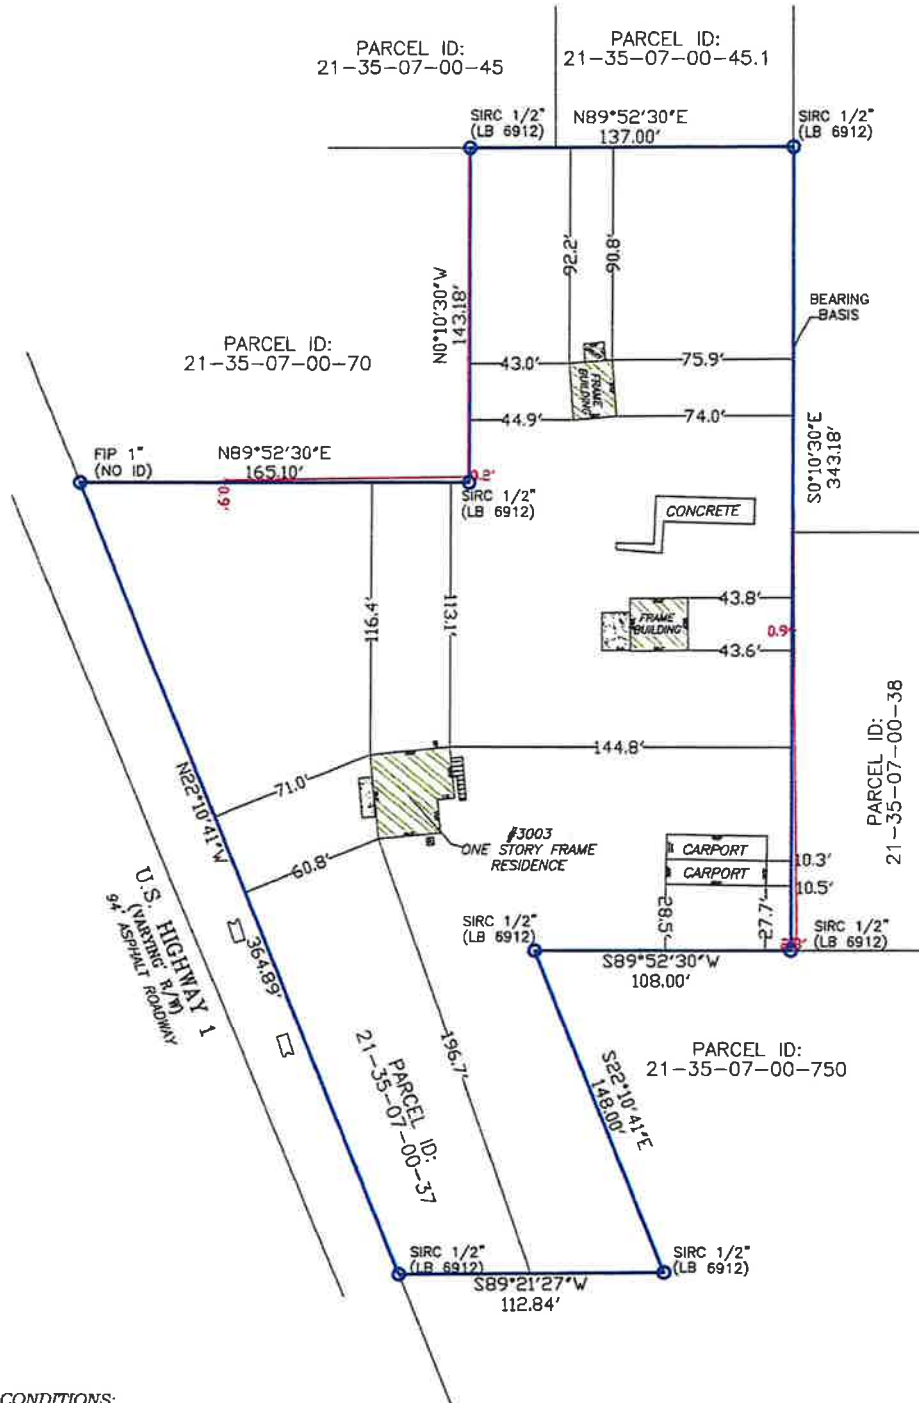 PARCEL ID:
21-35-07-00-45
PARCEL ID:
21-35-07-00-45.1
SIRC 1/2"
(LB 6912)
N89°52'30"E
137.00'
SIRC 1/2"
(LB 6912)
92.2'
90.8'
N0°10'30"W
143.18'
BEARING
BASIS
PARCEL ID:
21-35-07-00-70
43.0'
75.9'
FRAME
BUILDING
44.9'
74.0'
S0°10'30"E
343.18'
FIP 1"
(NO ID)
N89°52'30"E
165.10'
0.2'
0.9'
SIRC 1/2"
(LB 6912)
CONCRETE
116.4'
113.1'
43.8'
FRAME
BUILDING
0.9'
43.6'
PARCEL ID:
21-35-07-00-38
144.8'
71.0'
N22°10'41"W
364.89'
#3003
ONE STORY FRAME
RESIDENCE
CARPORT
10.3'
CARPORT
10.5'
60.8'
28.5'
27.7'
U.S. HIGHWAY 1
(VARYING R/W)
94' ASPHALT ROADWAY
SIRC 1/2"
(LB 6912)
SIRC 1/2"
(LB 6912)
S89°52'30"W
108.00'
196.7'
PARCEL ID:
21-35-07-00-37
S22°10'41"E
148.00'
PARCEL ID:
21-35-07-00-750
SIRC 1/2"
(LB 6912)
SIRC 1/2"
(LB 6912)
S89°21'27"W
112.84'
CONDITIONS: